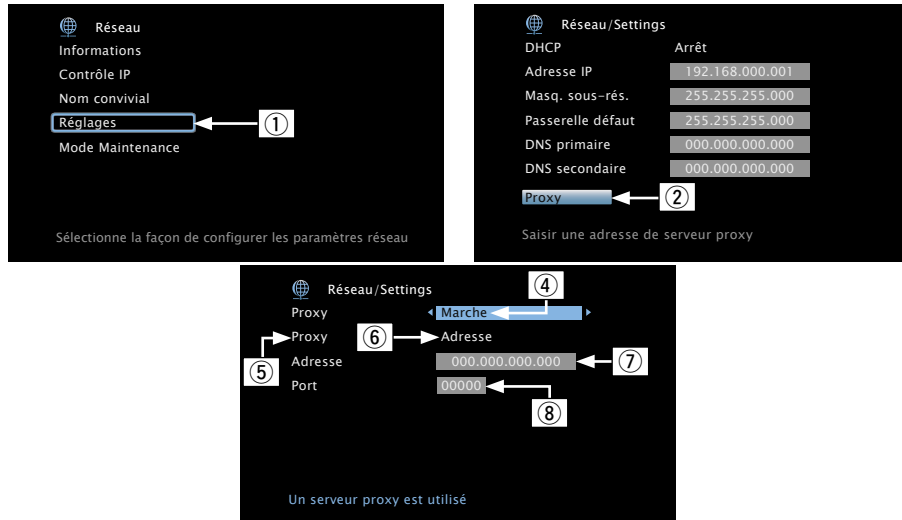 Réseau
Informations
Contrôle IP
Nom convivial
Réglages
1
Mode Maintenance
Sélectionne la façon de configurer les paramètres réseau
Réseau/Settings
DHCP Arrêt
Adresse IP 192.168.000.001
Masq. sous-rés. 255.255.255.000
Passerelle défaut 255.255.255.000
DNS primaire 000.000.000.000
DNS secondaire 000.000.000.000
Proxy 2
Saisir une adresse de serveur proxy
Réseau/Settings 4
Proxy Marche
Proxy 6 Adresse
5 Adresse 000.000.000.000 7
Port 00000
8
Un serveur proxy est utilisé